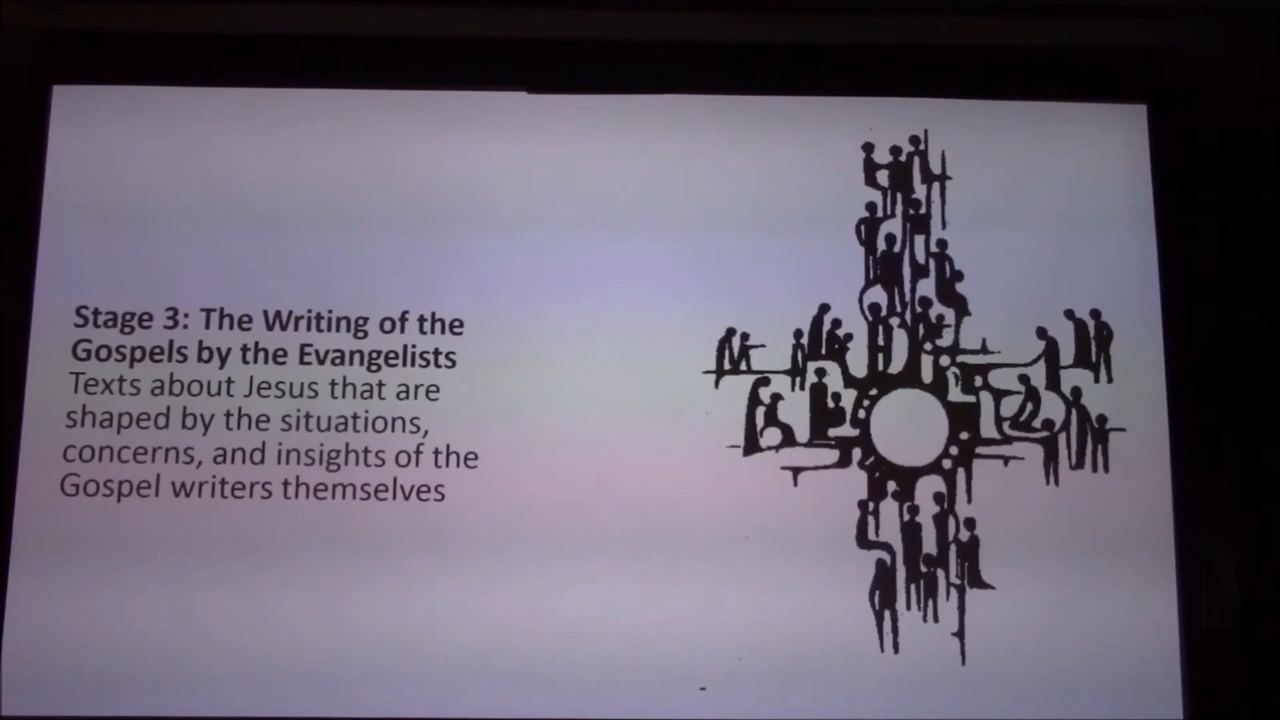 Stage 3: The Writing of the
Gospels by the Evangelists
Texts about Jesus that are
shaped by the situations,
concerns, and insights of the
Gospel writers themselves